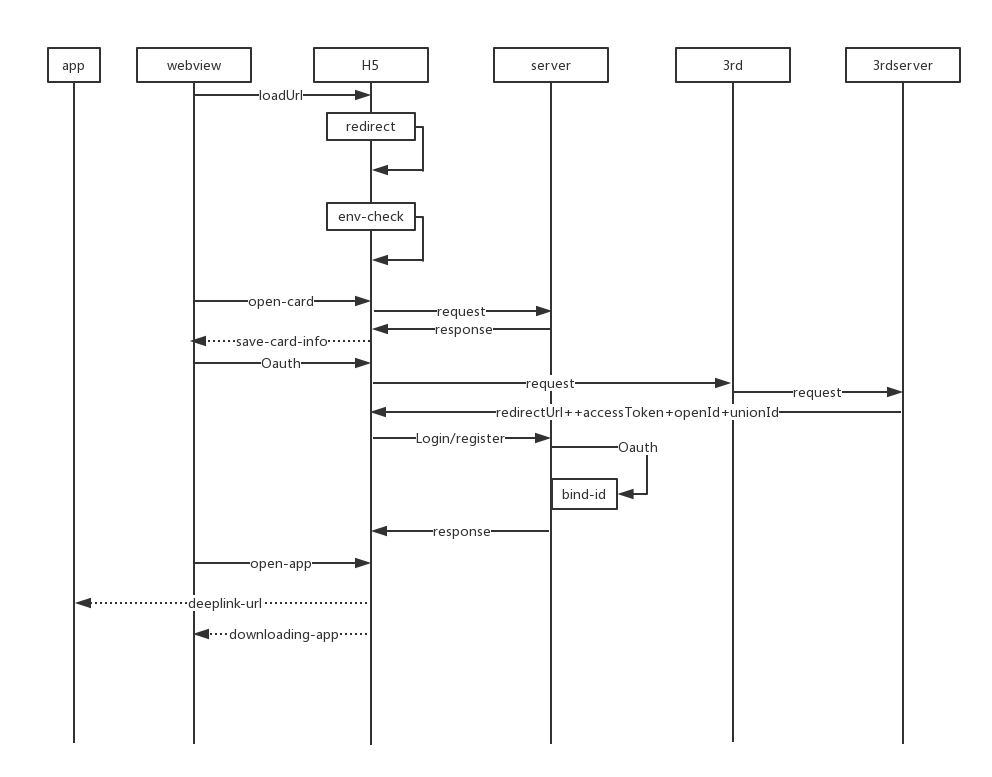 app
webview
H5
server
3rd
3rdserver
loadUrl
redirect
env-check
open-card
request
response
save-card-info
Oauth
request
request
redirectUrl++accessToken+openId+unionId
Login/register
Oauth
bind-id
response
open-app
deeplink-url
downloading-app